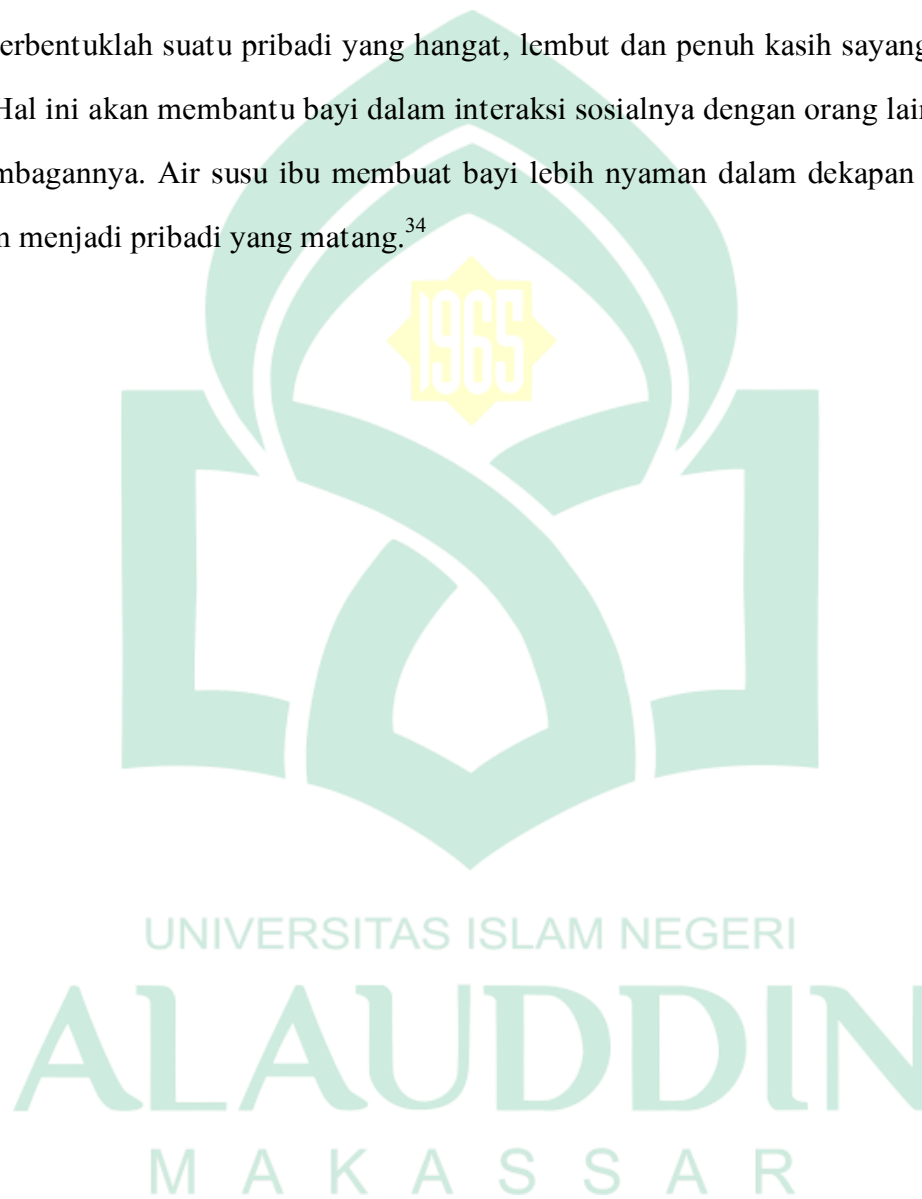 erbentuklah suatu pribadi yang hangat, lembut dan penuh kasih sayang
Hal ini akan membantu bayi dalam interaksi sosialnya dengan orang lain
mbagannya. Air susu ibu membuat bayi lebih nyaman dalam dekapan
n menjadi pribadi yang matang.34
1965
UNIVERSITAS ISLAM NEGERI
ALAUDDIN
MAKASSAR